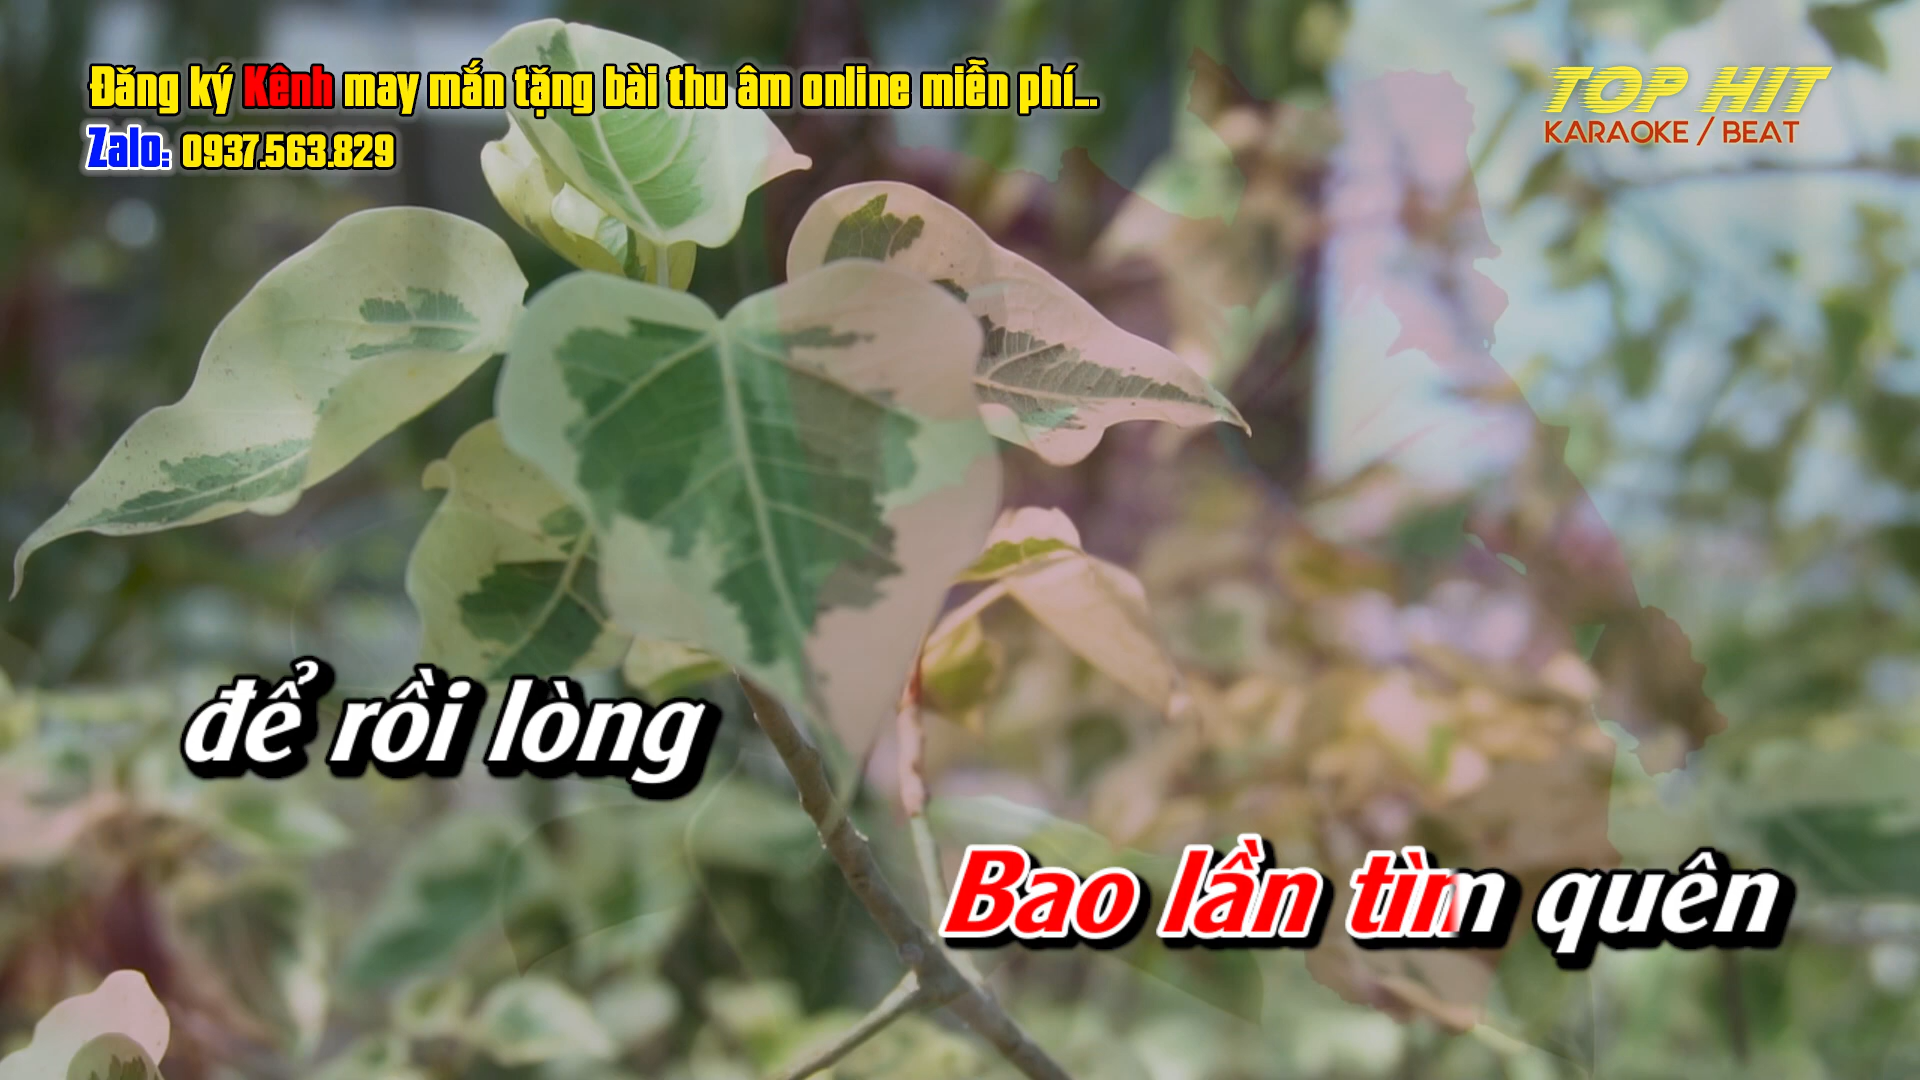 Đăng ký Kênh may mắn tặng bài thu âm online miễn phí...
Zalo: 0937.563.829
TOP HIT
KARAOKE / BEAT
để rồi lòng
Bao lần tìm quên